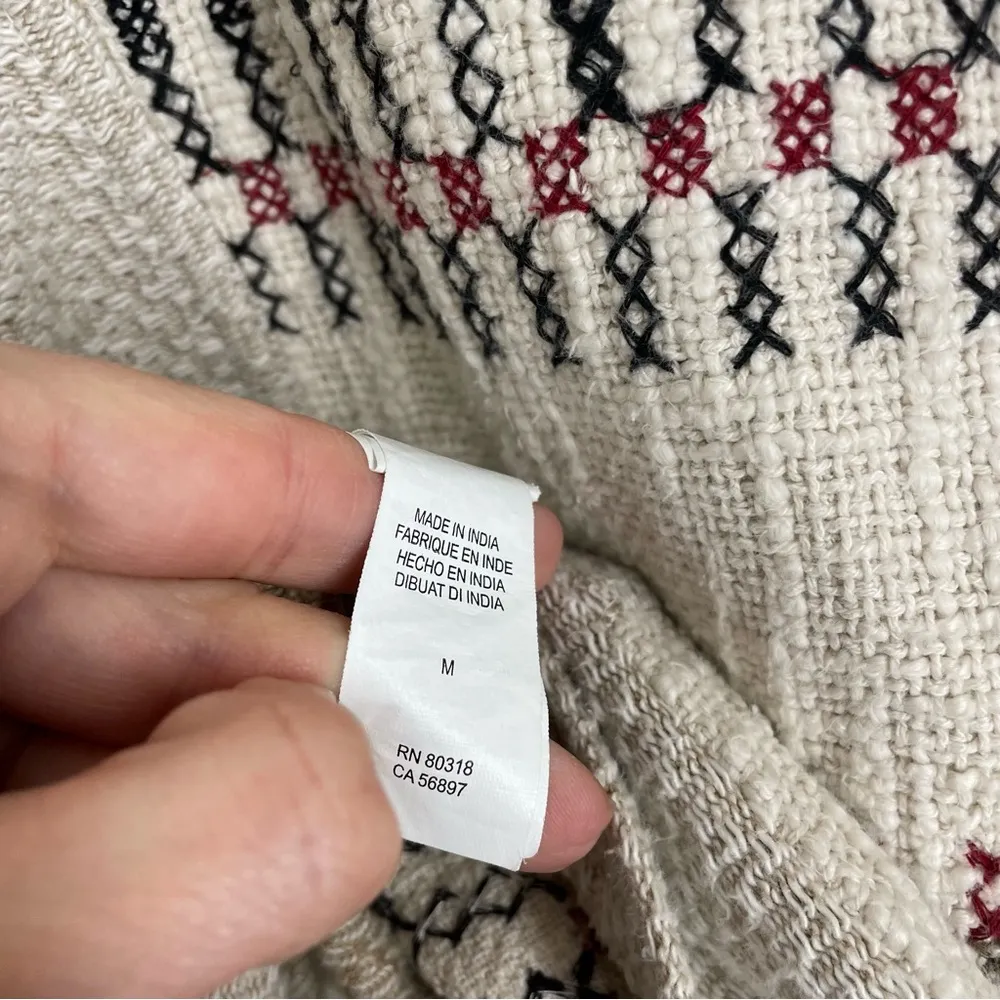 MADE IN INDIA
FABRIQUE EN INDE
HECHO EN INDIA
DIBUAT DI INDIA
M
RN 80318
CA 56897